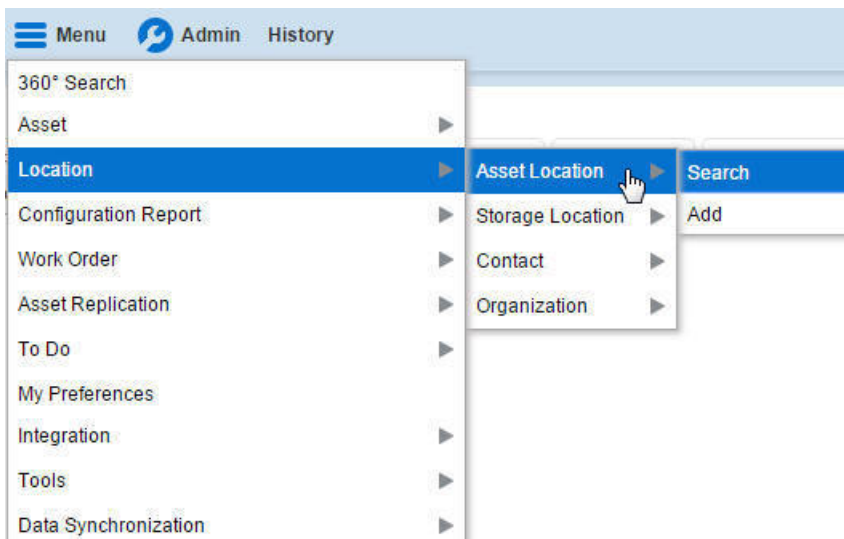 Menu Admin History
360° Search
Asset
Location
Asset Location
Search
Configuration Report
Storage Location
Add
Work Order
Contact
Asset Replication
Organization
To Do
My Preferences
Integration
Tools
Data Synchronization